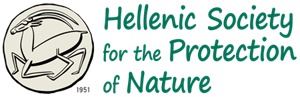 Hellenic Society
for the Protection
of Nature
1951